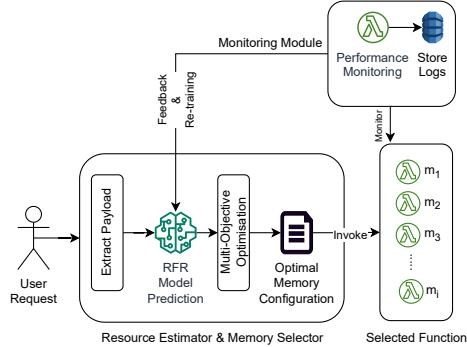 Monitoring Module
Performance
Monitoring
Store
Logs
Feedback
&
Re-training
Monitor
User
Request
Extract Payload
RFR
Model
Prediction
Multi-Objective
Optimisation
Optimal
Memory
Configuration
Invoke
m1
m2
m3
mi
Resource Estimator & Memory Selector
Selected Function